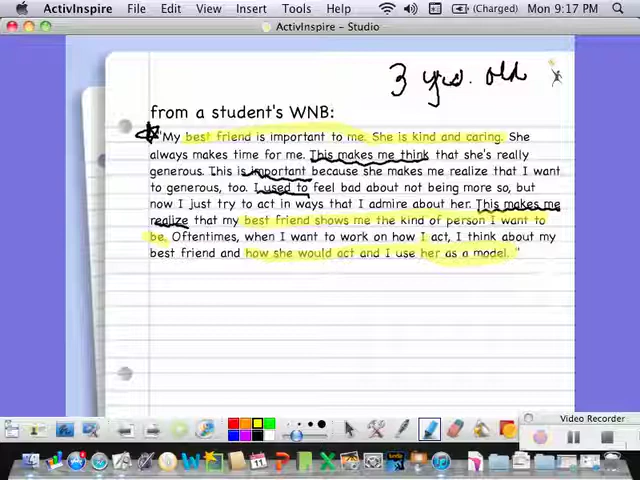 ActivInspire File Edit View Insert Tools Help (Charged) Mon 9:17 PM
ActivInspire - Studio
3 yrs. old
from a student's WNB:
"My best friend is important to me. She is kind and caring. She
always makes time for me. This makes me think that she's really
generous. This is important because she makes me realize that I want
to generous, too. I used to feel bad about not being more so, but
now I just try to act in ways that I admire about her. This makes me
realize that my best friend shows me the kind of person I want to
be. Oftentimes, when I want to work on how I act, I think about my
best friend and how she would act and I use her as a model. "
Video Recorder
11